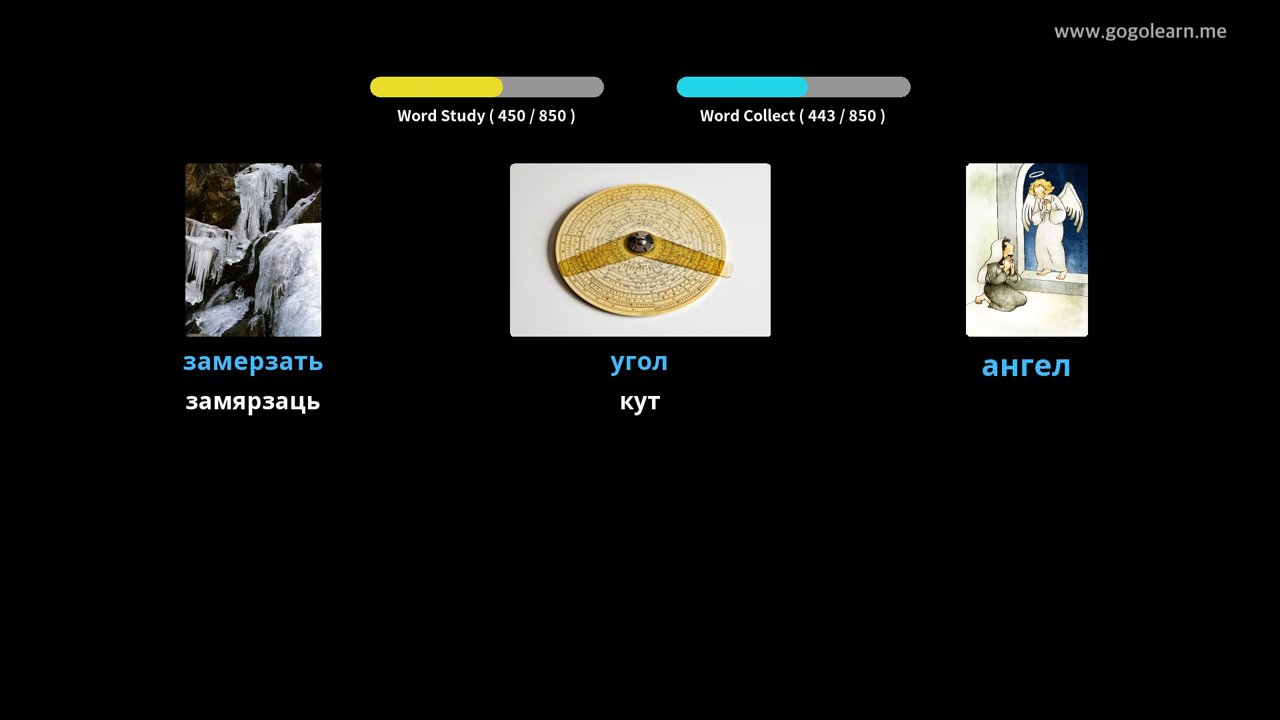 www.gogolearn.me
Word Study ( 450 / 850 )
Word Collect ( 443 / 850 )
замерзать
угол
ангел
замярзаць
кут